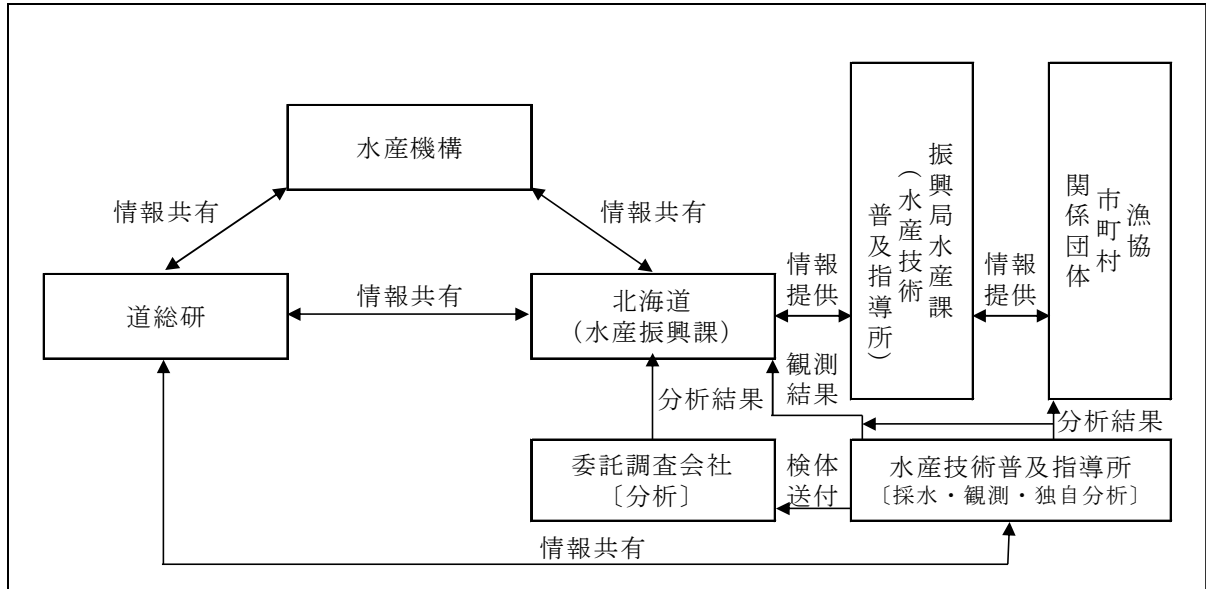 水産機構
情報共有
情報共有
道総研
情報共有
北海道
（水産振興課）
情報
提供
振興局水産課
（水産技術
普及指導所）
情報
提供
漁協
市町村
関係団体
観測
結果
分析結果
分析結果
委託調査会社
〔分析〕
検体
送付
水産技術普及指導所
〔採水・観測・独自分析〕
情報共有